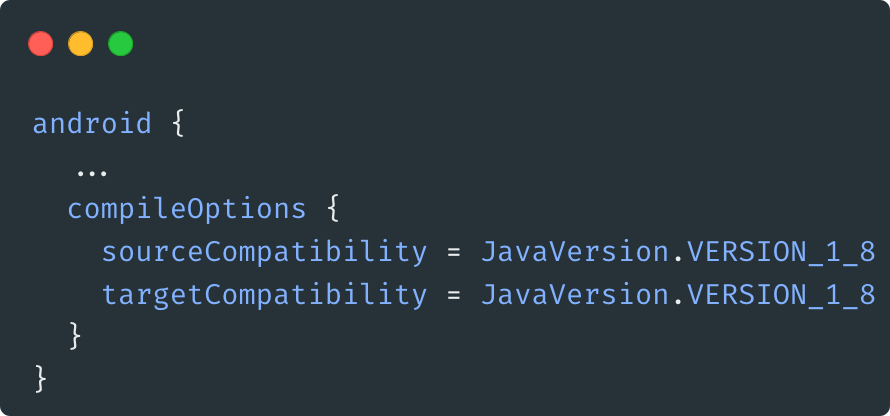 android {
  ...
  compileOptions {
    sourceCompatibility = JavaVersion.VERSION_1_8
    targetCompatibility = JavaVersion.VERSION_1_8
  }
}